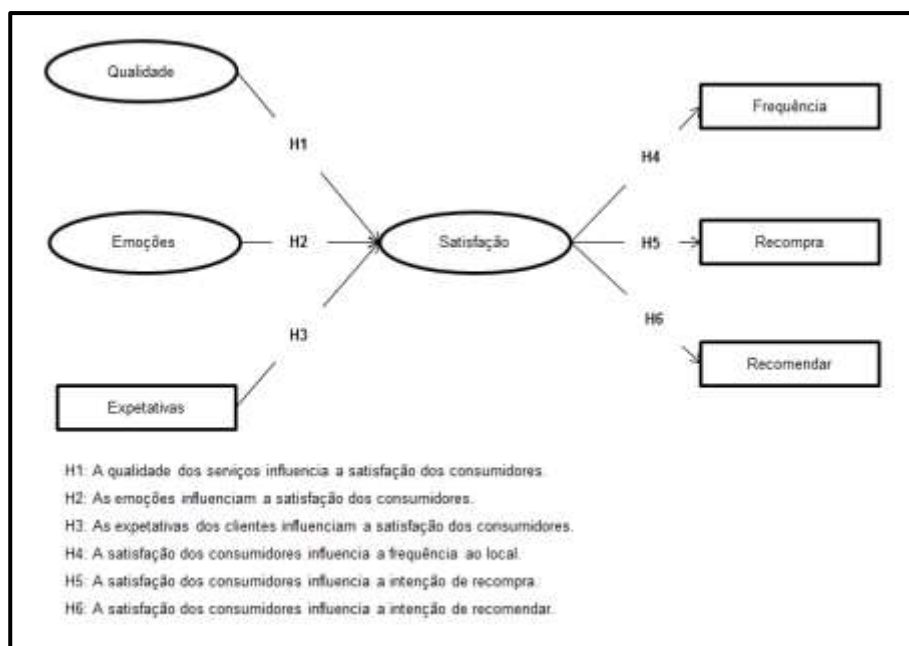 Qualidade
Frequência
H1
H4
Emoções
H2
Satisfação
H5
Recompra
H3
H6
Recomendar
Expetativas
H1: A qualidade dos serviços influencia a satisfação dos consumidores.
H2: As emoções influenciam a satisfação dos consumidores.
H3: As expetativas dos clientes influenciam a satisfação dos consumidores.
H4: A satisfação dos consumidores influencia a frequência ao local.
H5: A satisfação dos consumidores influencia a intenção de recompra.
H6: A satisfação dos consumidores influencia a intenção de recomendar.